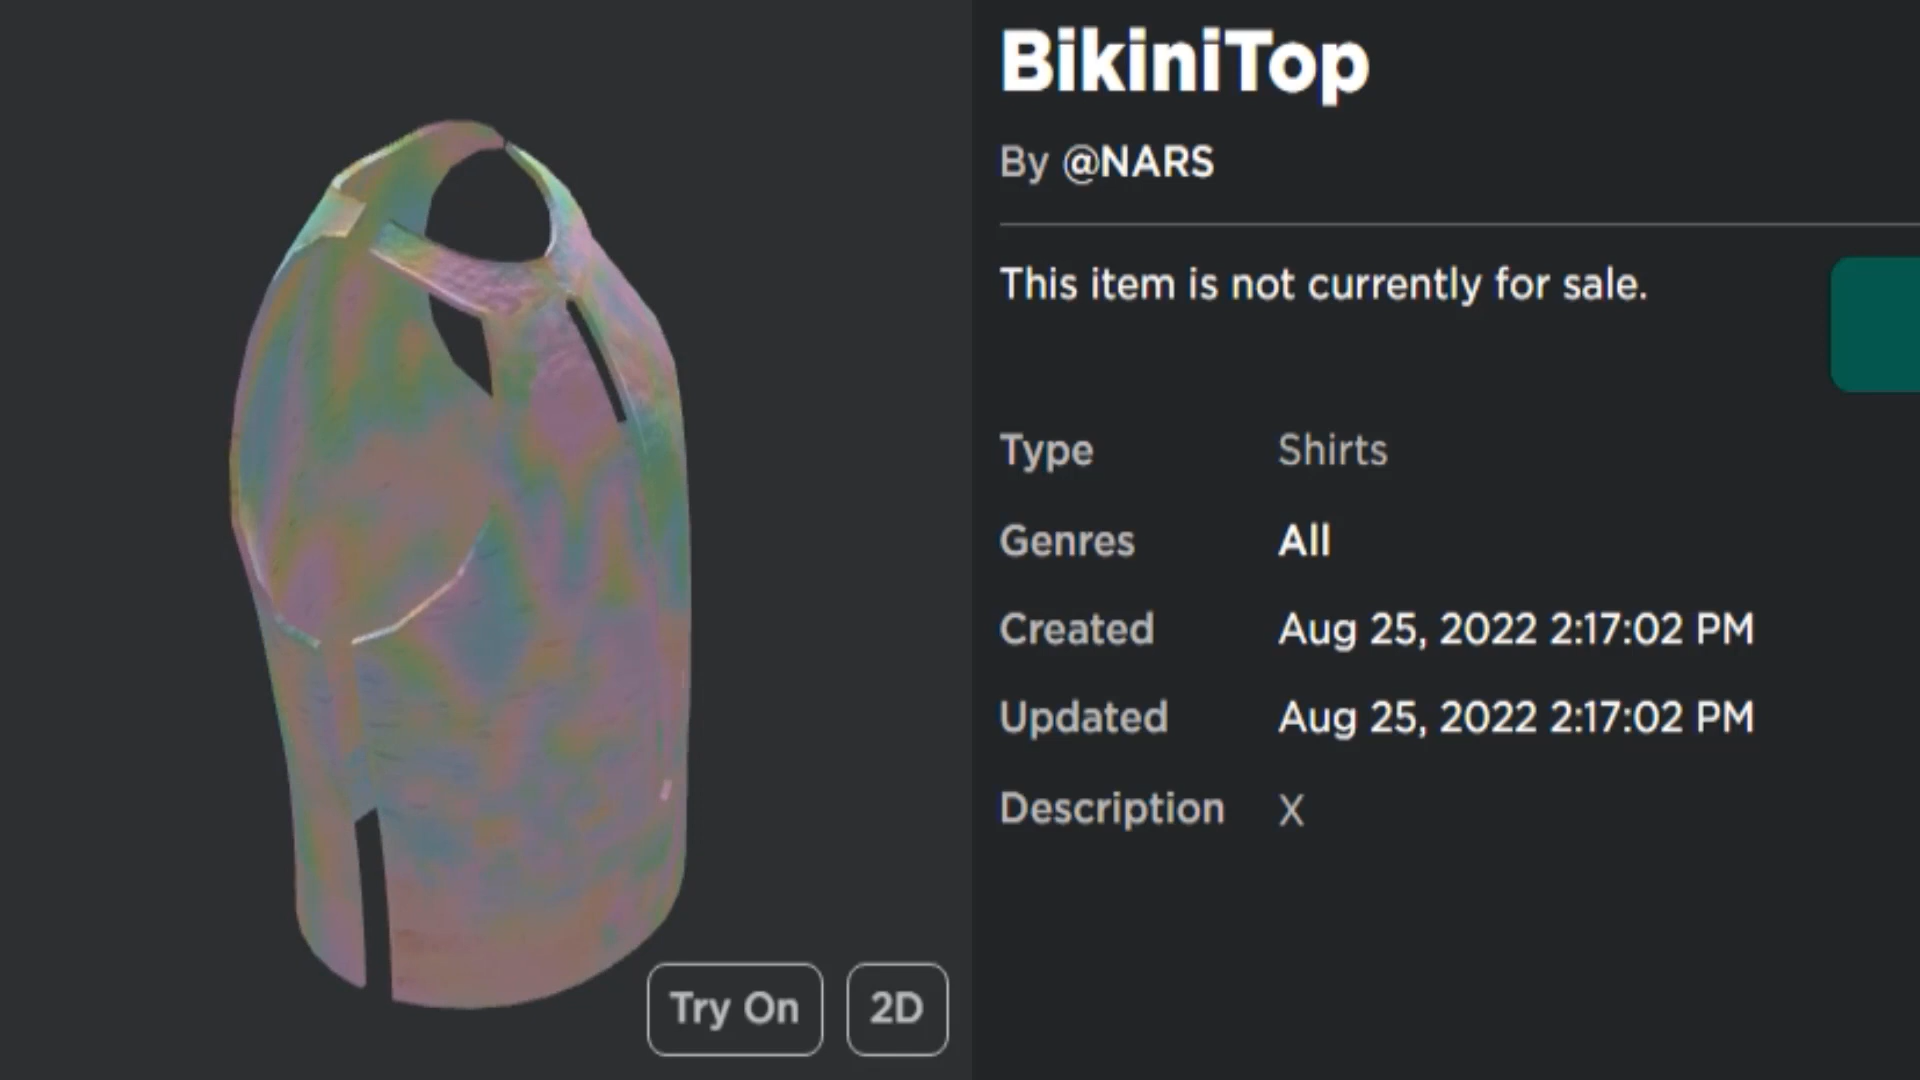 BikiniTop
By @NARS
This item is not currently for sale.
Type Shirts
Genres All
Created Aug 25, 2022 2:17:02 PM
Updated Aug 25, 2022 2:17:02 PM
Description X
Try On 2D